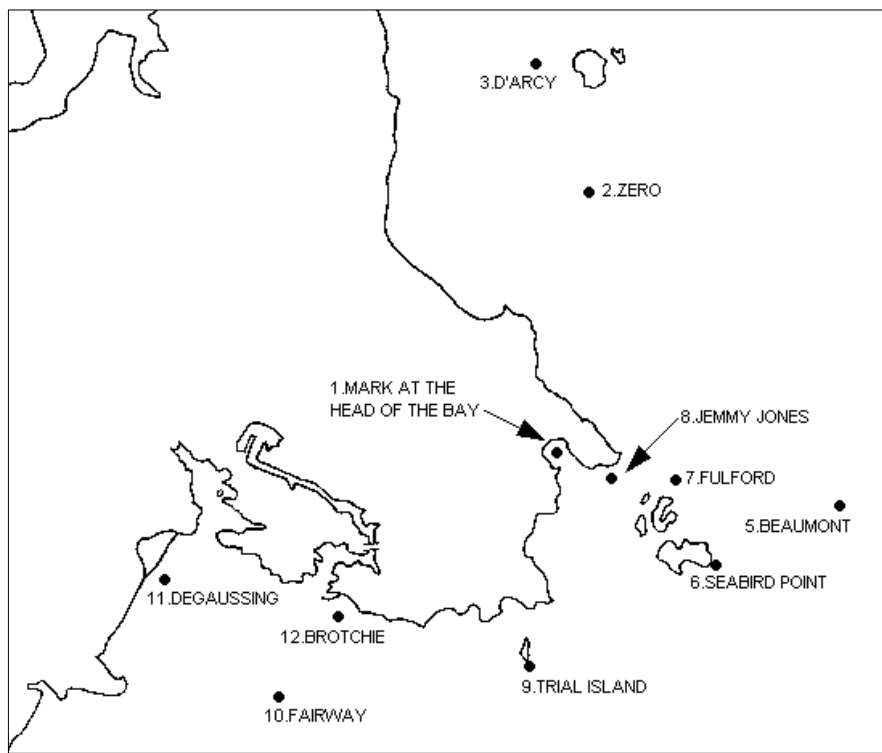 3.D'ARCY
2.ZERO
1.MARK AT THE
HEAD OF THE BAY
8.JEMMY JONES
7.FULFORD
5.BEAUMONT
6.SEABIRD POINT
11.DEGAUSSING
12.BROTCHIE
9.TRIAL ISLAND
10.FAIRWAY